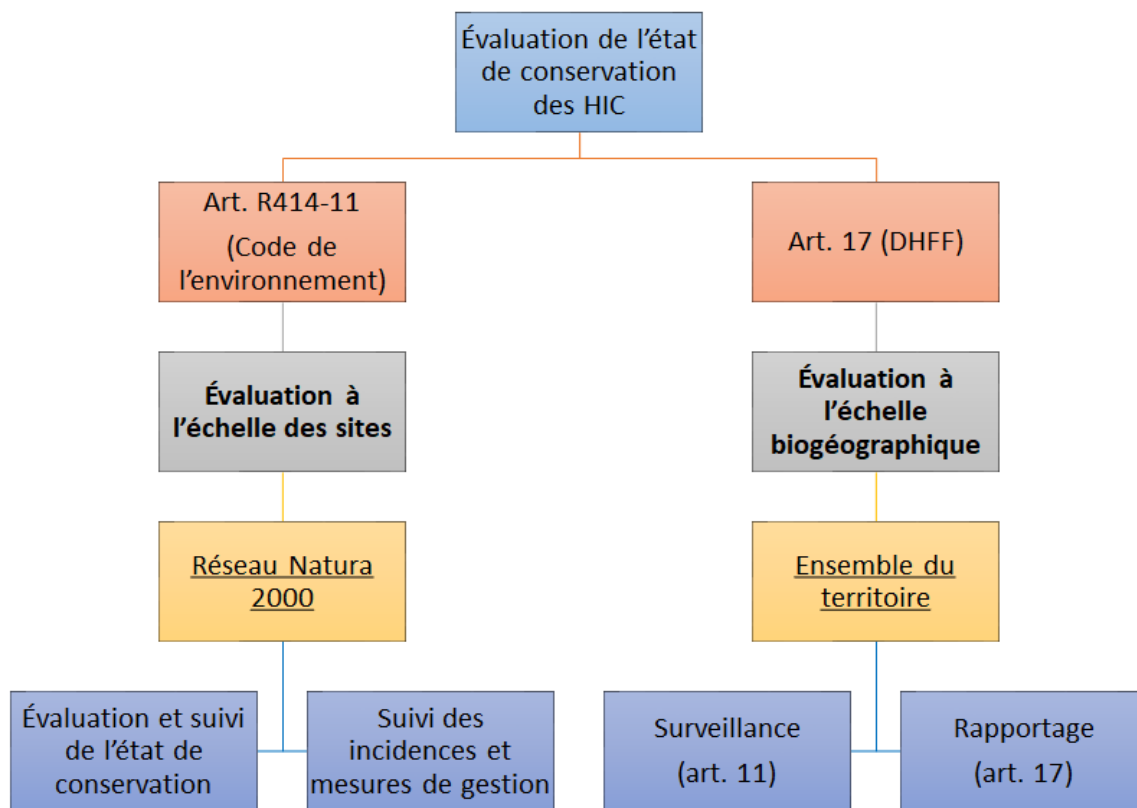 Évaluation de l'état
de conservation
des HIC
Art. R414-11
(Code de
l'environnement)
Art. 17 (DHFF)
Évaluation à
l'échelle des sites
Évaluation à
l'échelle
biogéographique
Réseau Natura
2000
Ensemble du
territoire
Évaluation et suivi
de l'état de
conservation
Suivi des
incidences et
mesures de gestion
Surveillance
(art. 11)
Rapportage
(art. 17)